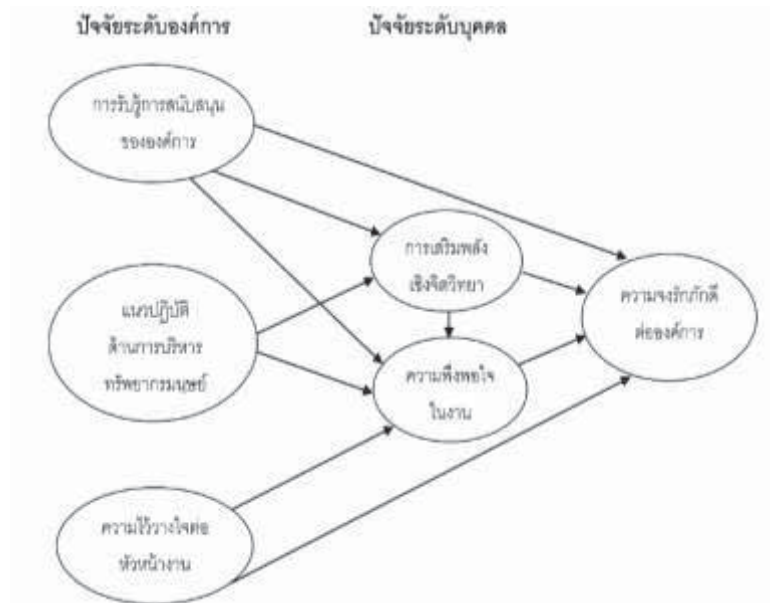 ปัจจัยระดับองค์การ
ปัจจัยระดับบุคคล
การรับรู้การสนับสนุน
ขององค์การ
แนวปฏิบัติ
ด้านการบริหาร
ทรัพยากรมนุษย์
ความไว้วางใจต่อ
หัวหน้างาน
การเสริมพลัง
เชิงจิตวิทยา
ความพึงพอใจ
ในงาน
ความจงรักภักดี
ต่อองค์การ